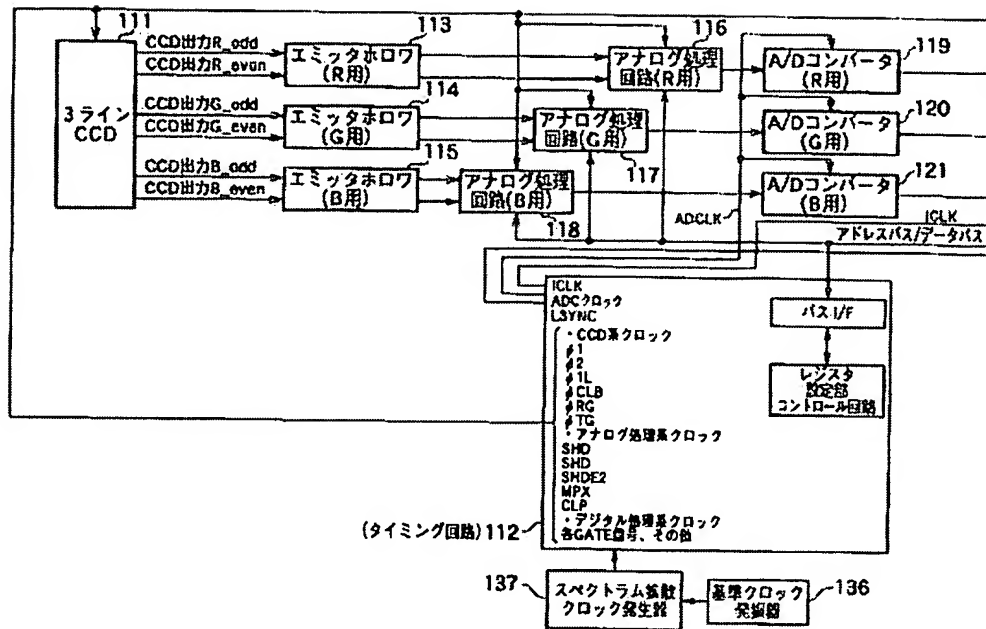 111
3ライン
CCD
CCD出力R_odd
CCD出力R_evan
CCD出力G_odd
CCD出力G_even
CCD出力B_odd
CCD出力B_even
113
エミッタホロワ
(R用)
114
エミッタホロワ
(G用)
115
エミッタホロワ
(B用)
116
アナログ処理
回路(R用)
アナログ処理
回路(G用)
117
アナログ処理
回路(B用)
118
119
A/Dコンバータ
(R用)
120
A/Dコンバータ
(G用)
121
A/Dコンバータ
(B用)
ADCLK
ICLK
アドレスバス/データバス
ICLK
ADCクロック
LSYNC
・CCD系クロック
φ1
φ2
φ1L
φCLB
φRG
φTG
・アナログ処理系クロック
SHD
SHD
SHDE2
MPX
CLP
・デジタル処理系クロック
各GATE信号、その他
バスI/F
レジスタ
設定部
コントロール回路
(タイミング回路)112
137
スペクトラム拡散
クロック発生器
基準クロック
発振器
136